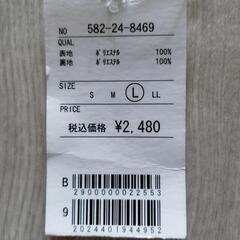 NO 582-24-8469
QUAL
表地 ポリエステル 100%
裏地 ポリエステル 100%
SIZE
S M L LL
PRICE
税込価格 ¥2,480
B
2900000022553
9
2024401944952